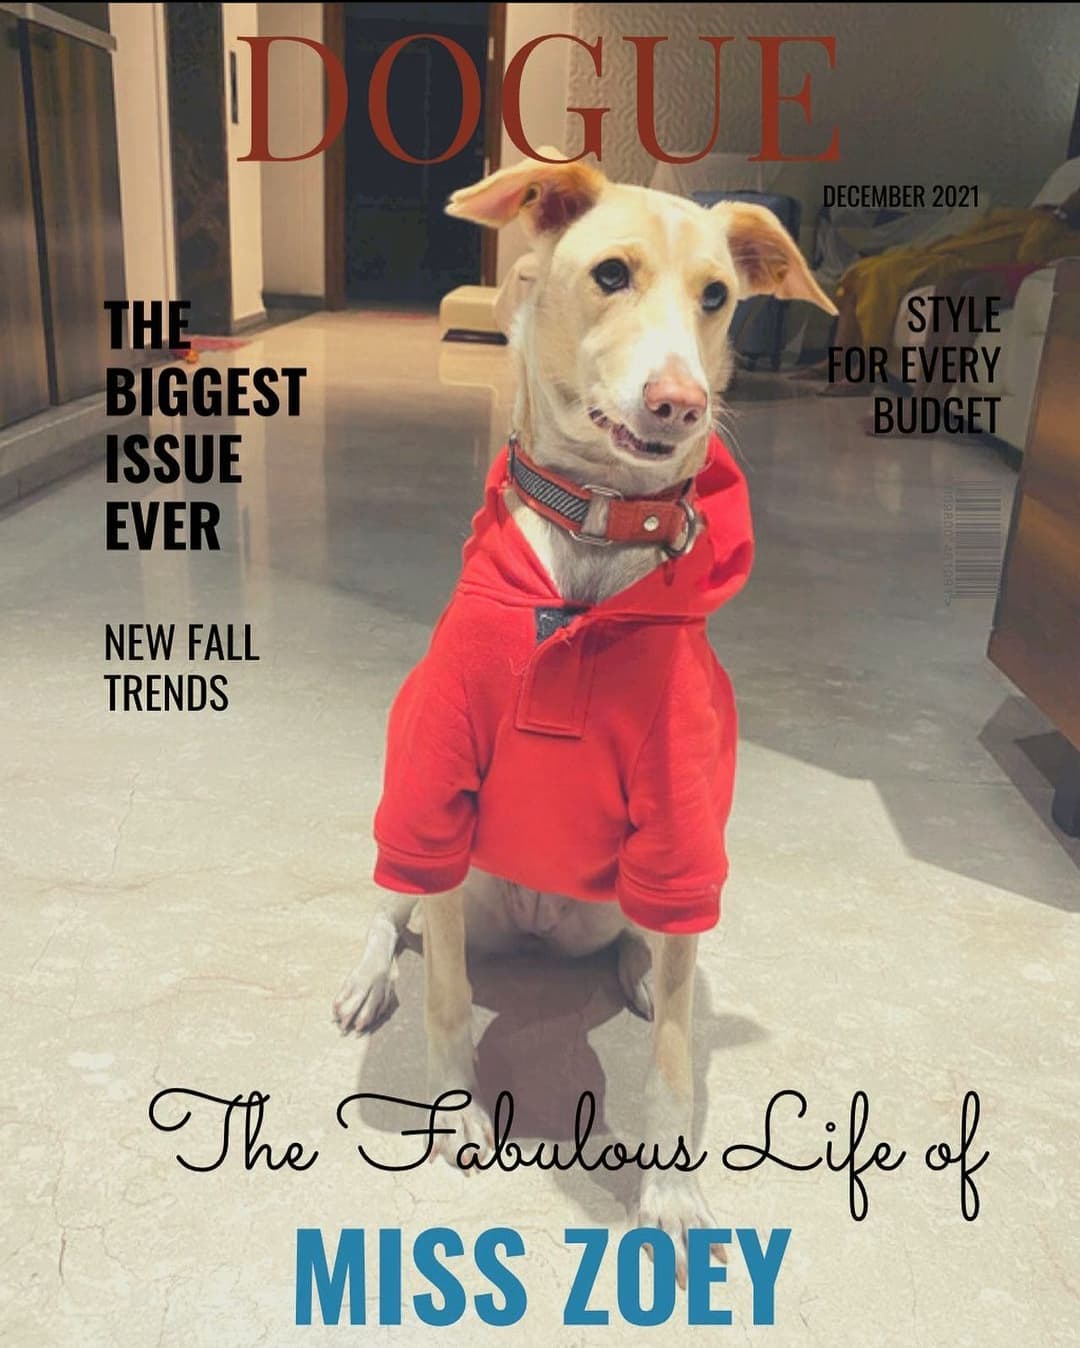 DOGUE
DECEMBER 2021
THE
BIGGEST
ISSUE
EVER
STYLE
FOR EVERY
BUDGET
NEW FALL
TRENDS
The Fabulous Life of
MISS ZOEY